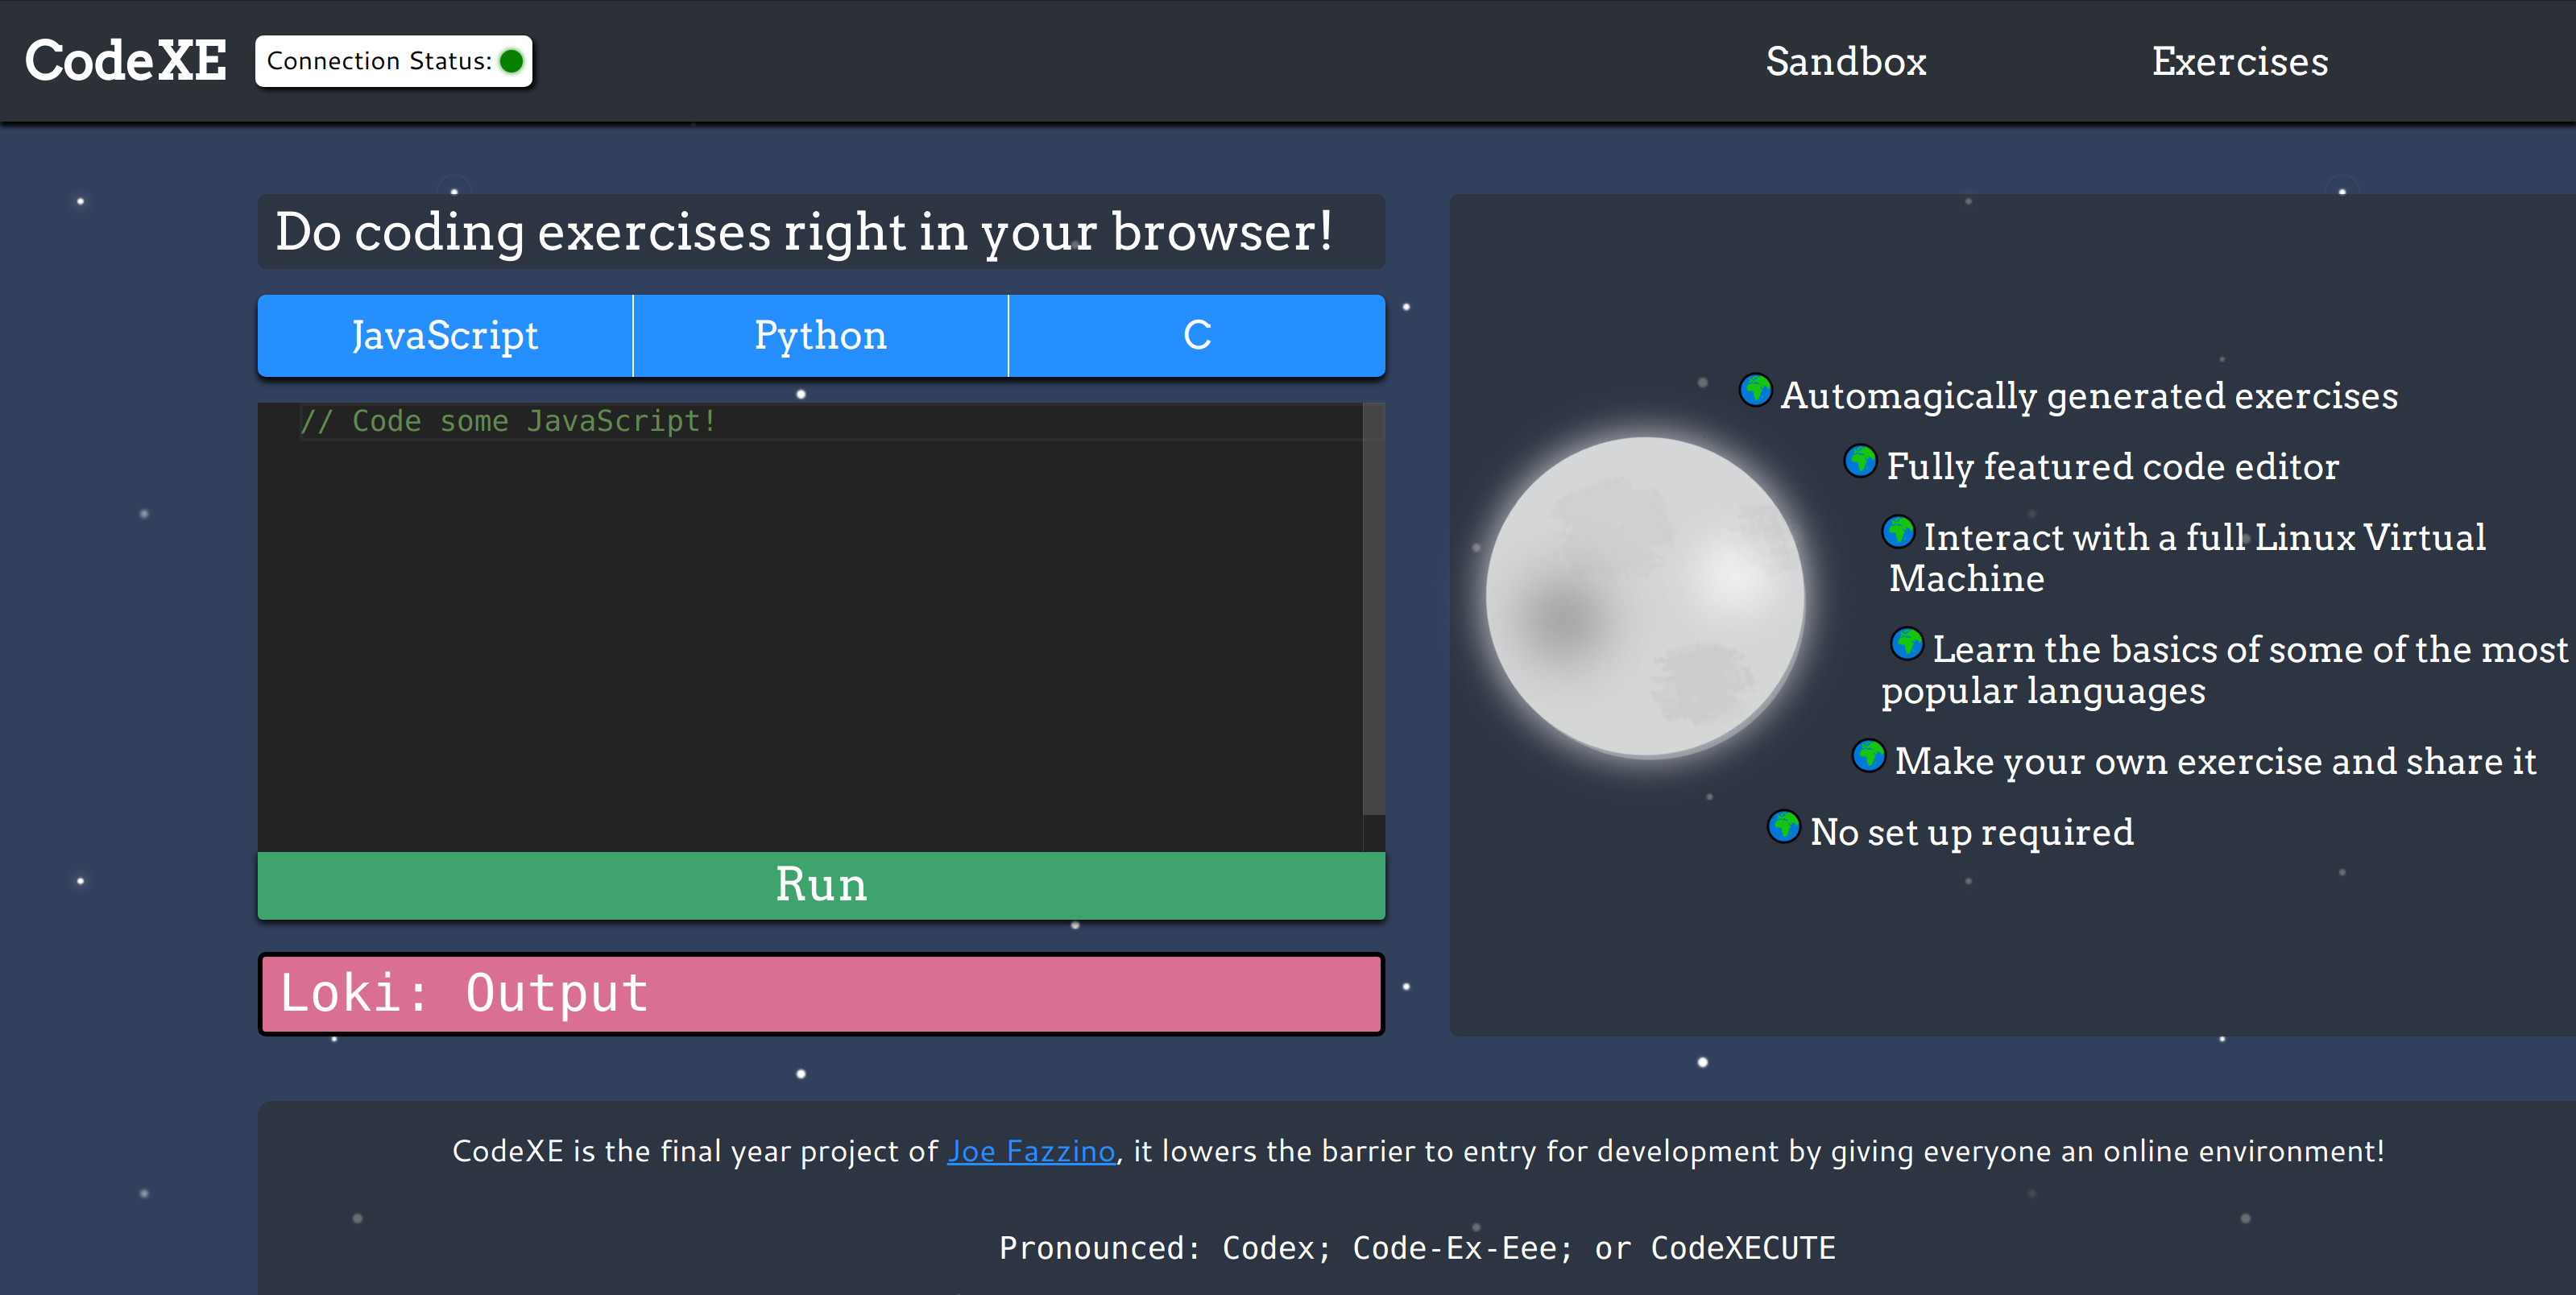 CodeXE
Connection Status:
Sandbox
Exercises
Do coding exercises right in your browser!
JavaScript
Python
C
// Code some JavaScript!
Run
Loki: Output
Automagically generated exercises
Fully featured code editor
Interact with a full Linux Virtual
Machine
Learn the basics of some of the most
popular languages
Make your own exercise and share it
No set up required
CodeXE is the final year project of Joe Fazzino, it lowers the barrier to entry for development by giving everyone an online environment!
Pronounced: Codex; Code-Ex-Eee; or CodeXECUTE